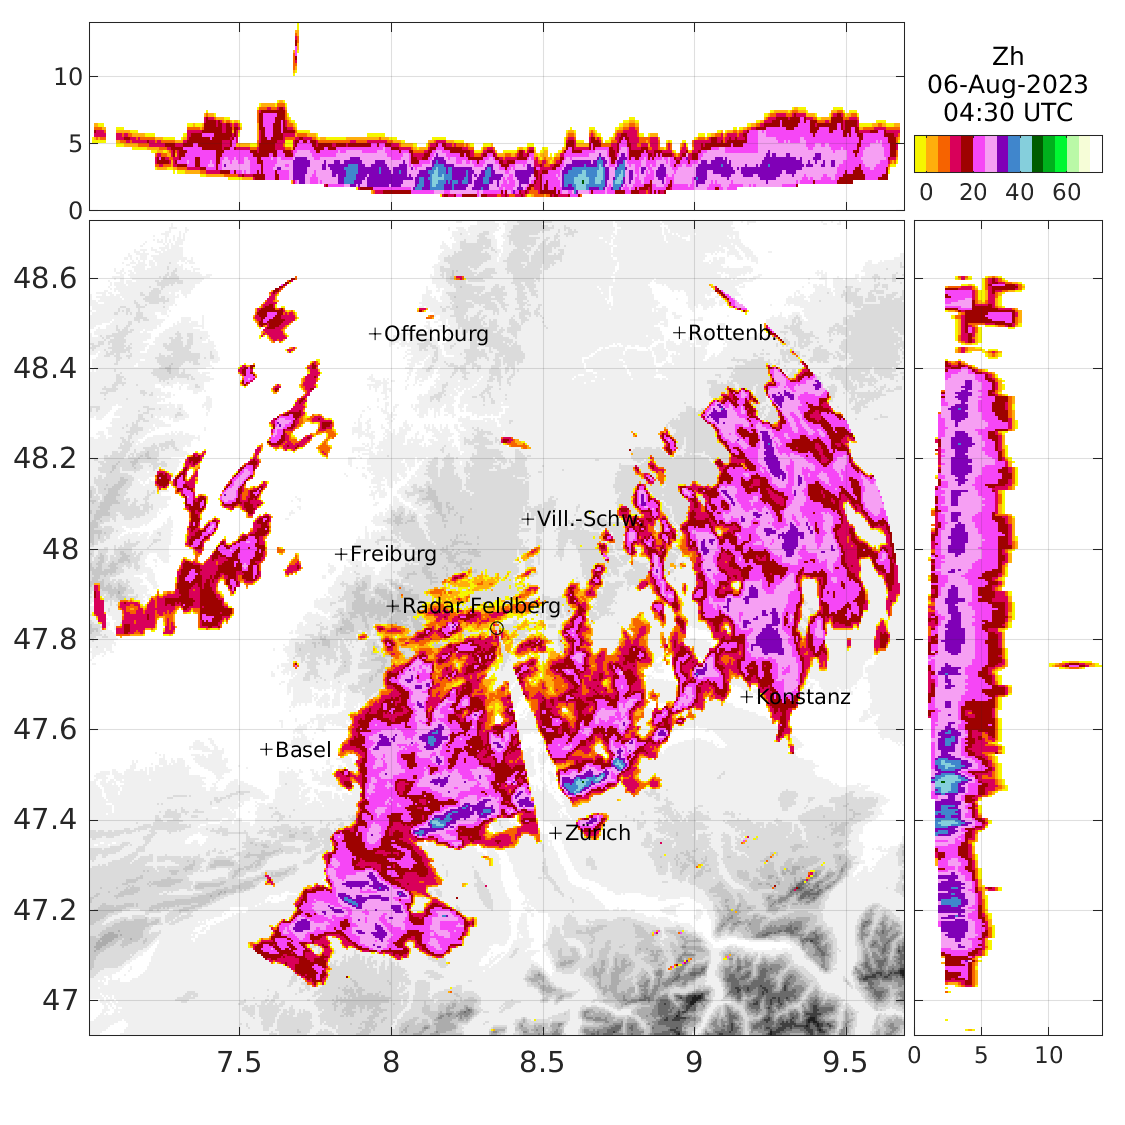 10
5
0
Zh
06-Aug-2023
04:30 UTC
0 20 40 60
48.6
48.4
48.2
48
47.8
47.6
47.4
47.2
47
+Offenburg
+Rottenb.
+Vill.-Schw.
+Freiburg
+Radar Feldberg
+Konstanz
+Basel
+Zürich
7.5 8 8.5 9 9.5
0 5 10